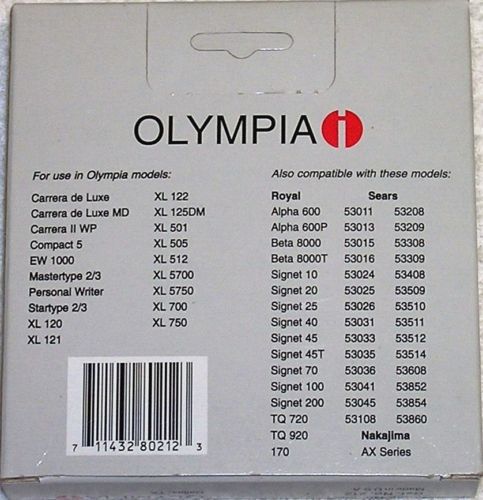 OLYMPIA
For use in Olympia models:
Carrera de Luxe XL 122
Carrera de Luxe MD XL 125DM
Carrera II WP XL 501
Compact 5 XL 505
EW 1000 XL 512
Mastertype 2/3 XL 5700
Personal Writer XL 5750
Startype 2/3 XL 700
XL 120 XL 750
XL 121
Also compatible with these models:
Royal Sears
Alpha 600 53011 53208
Alpha 600P 53013 53209
Beta 8000 53015 53308
Beta 8000T 53016 53309
Signet 10 53024 53408
Signet 20 53025 53509
Signet 25 53026 53510
Signet 40 53031 53511
Signet 45 53033 53512
Signet 45T 53035 53514
Signet 70 53036 53608
Signet 100 53041 53852
Signet 200 53045 53854
TQ 720 53108 53860
TQ 920 Nakajima
170 AX Series
7 11432 80212 3